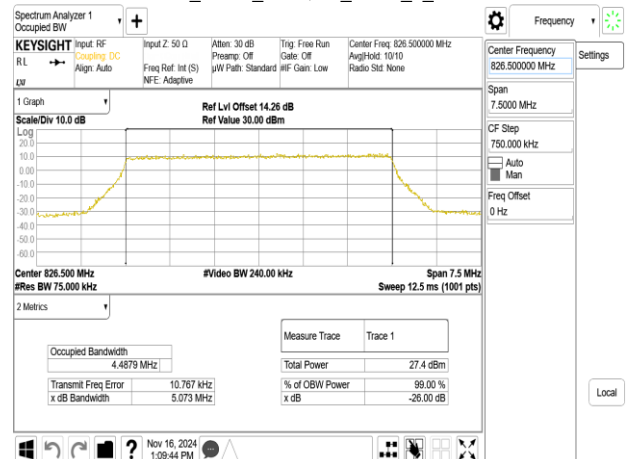 Spectrum Analyzer 1
Occupied BW
Frequency
KEYSIGHT
Input: RF
Input Z: 50 Ω
Atten: 30 dB
Trig: Free Run
Center Freq: 826.500000 MHz
RL
Coupling: DC
Preamp: Off
Gate: Off
Avg|Hold: 10/10
Align: Auto
Freq Ref: Int (S)
µW Path: Standard
#IF Gain: Low
Radio Std: None
LXI
NFE: Adaptive
Center Frequency
826.500000 MHz
Settings
Span
7.5000 MHz
CF Step
750.000 kHz
Auto
Man
Freq Offset
0 Hz
Local
1 Graph
Ref Lvl Offset 14.26 dB
Scale/Div 10.0 dB
Ref Value 30.00 dBm
Log
20.0
10.0
0.00
-10.0
-20.0
-30.0
-40.0
-50.0
-60.0
Center 826.500 MHz
#Video BW 240.00 kHz
Span 7.5 MHz
#Res BW 75.000 kHz
Sweep 12.5 ms (1001 pts)
2 Metrics
Measure Trace
Trace 1
Occupied Bandwidth
4.4879 MHz
Total Power
27.4 dBm
Transmit Freq Error
10.767 kHz
% of OBW Power
99.00 %
x dB Bandwidth
5.073 MHz
x dB
-26.00 dB
?
Nov 16, 2024
1:09:44 PM